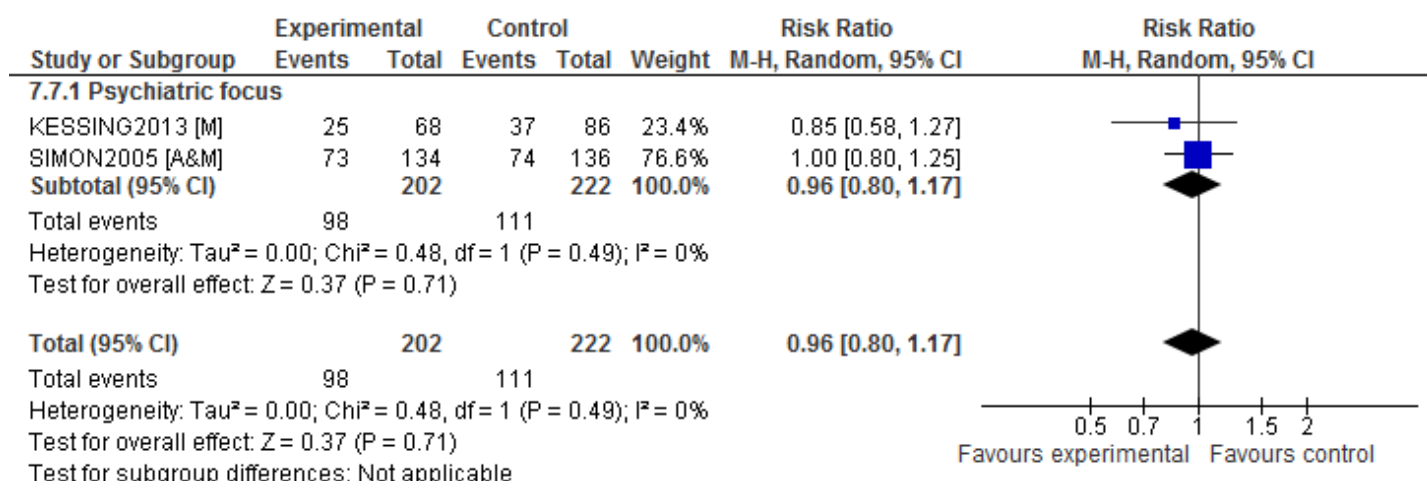 Experimental Control Risk Ratio Risk Ratio
Study or Subgroup Events Total Events Total Weight M-H, Random, 95% CI M-H, Random, 95% CI
7.7.1 Psychiatric focus
KESSING2013 [M] 25 68 37 86 23.4% 0.85 [0.58, 1.27]
SIMON2005 [A&M] 73 134 74 136 76.6% 1.00 [0.80, 1.25]
Subtotal (95% CI) 202 222 100.0% 0.96 [0.80, 1.17]
Total events 98 111
Heterogeneity: Tau² = 0.00; Chi² = 0.48, df = 1 (P = 0.49); I² = 0%
Test for overall effect: Z = 0.37 (P = 0.71)
Total (95% CI) 202 222 100.0% 0.96 [0.80, 1.17]
Total events 98 111
Heterogeneity: Tau² = 0.00; Chi² = 0.48, df = 1 (P = 0.49); I² = 0%
Test for overall effect: Z = 0.37 (P = 0.71)
Test for subgroup differences: Not applicable
0.5 0.7 1 1.5 2
Favours experimental Favours control